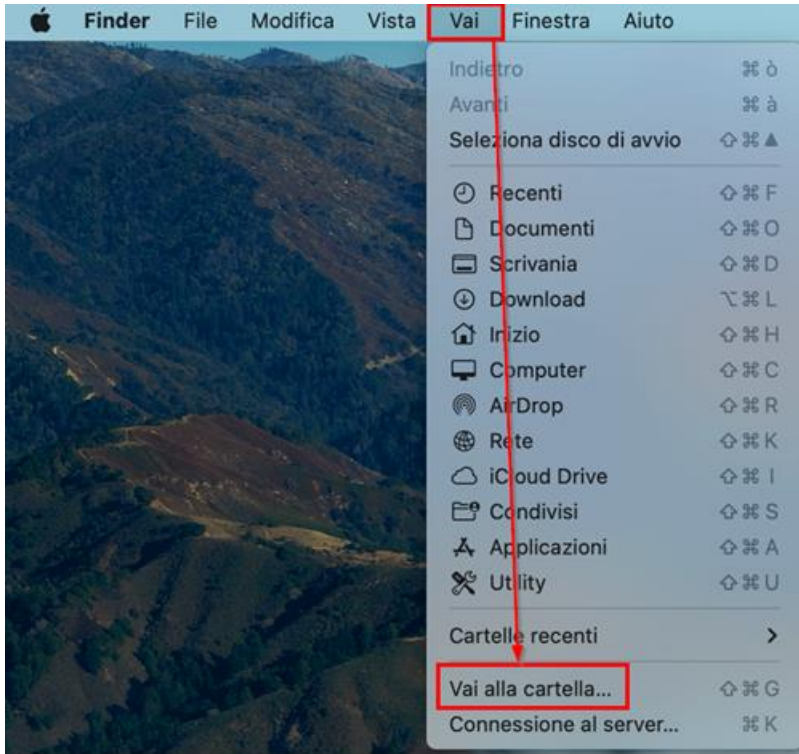 Finder File Modifica Vista Vai Finestra Aiuto
Indietro ⌘ ò
Avanti ⌘ à
Seleziona disco di avvio ⇧ ⌘ ▲
Recenti ⇧ ⌘ F
Documenti ⇧ ⌘ O
Scrivania ⇧ ⌘ D
Download ⌥ ⌘ L
Inizio ⇧ ⌘ H
Computer ⇧ ⌘ C
AirDrop ⇧ ⌘ R
Rete ⇧ ⌘ K
iCloud Drive ⇧ ⌘ I
Condivisi ⇧ ⌘ S
Applicazioni ⇧ ⌘ A
Utility ⇧ ⌘ U
Cartelle recenti
Vai alla cartella... ⇧ ⌘ G
Connessione al server... ⌘ K